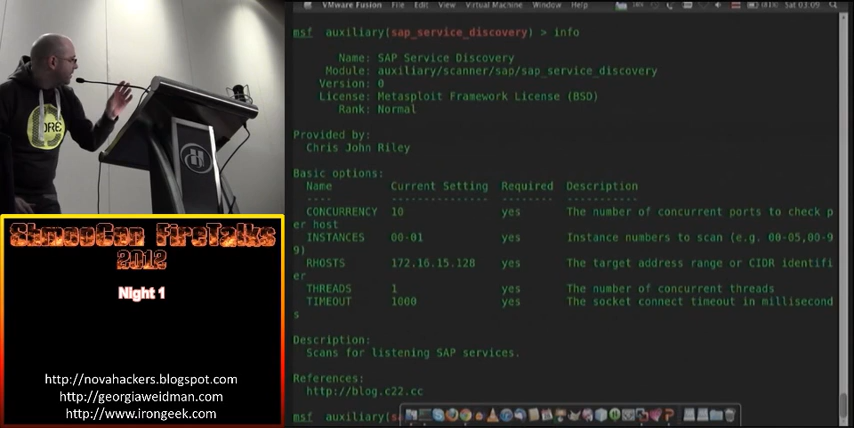 VMware Fusion File Edit View Virtual Machine Window Help Sat 03:09
msf auxiliary(sap_service_discovery) > info
Name: SAP Service Discovery
Module: auxiliary/scanner/sap/sap_service_discovery
Version: 0
License: Metasploit Framework License (BSD)
Rank: Normal
Provided by:
Chris John Riley
Basic options:
Name Current Setting Required Description
---- --------------- -------- -----------
CONCURRENCY 10 yes The number of concurrent ports to check p
er host
INSTANCES 00-01 yes Instance numbers to scan (e.g. 00-05,00-9
9)
RHOSTS 172.16.15.128 yes The target address range or CIDR identifi
er
THREADS 1 yes The number of concurrent threads
TIMEOUT 1000 yes The socket connect timeout in millisecond
s
Description:
Scans for listening SAP services.
References:
http://blog.c22.cc
msf auxiliary(s
ShmooCon FireTalks
2012
Night 1
http://novahackers.blogspot.com
http://georgiaweidman.com
http://www.irongeek.com